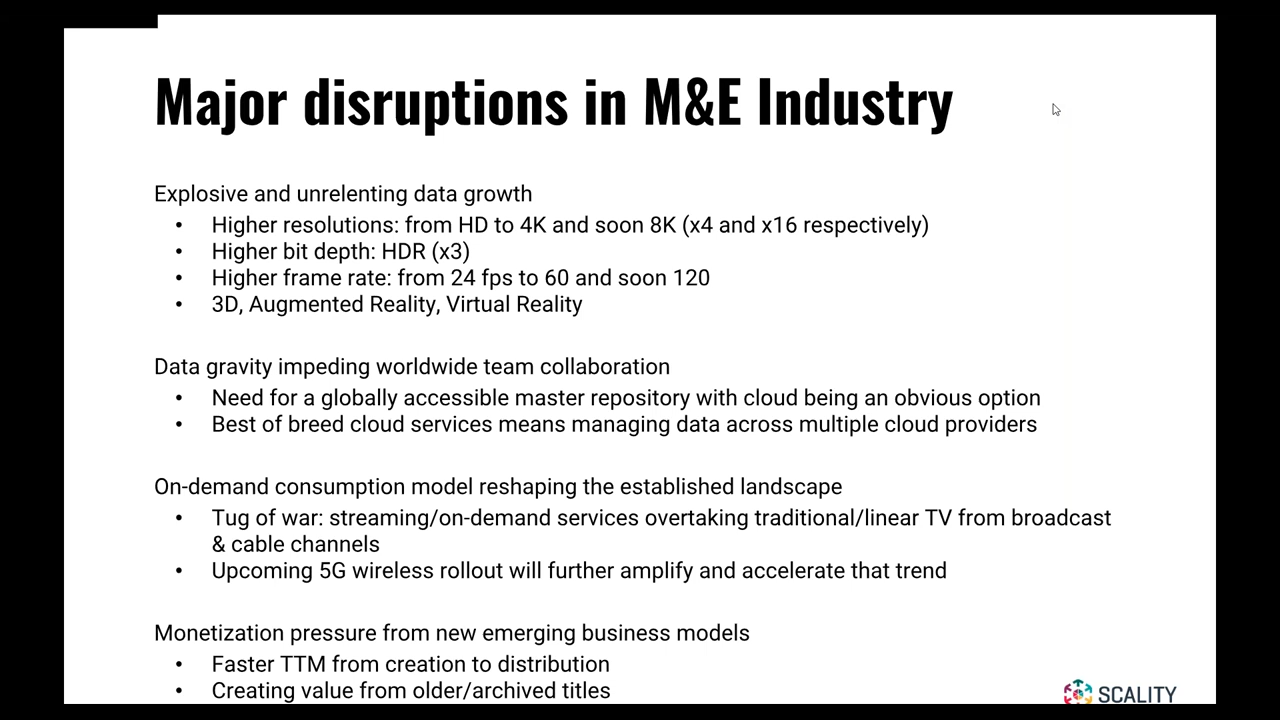 Major disruptions in M&E Industry
Explosive and unrelenting data growth
• Higher resolutions: from HD to 4K and soon 8K (x4 and x16 respectively)
• Higher bit depth: HDR (x3)
• Higher frame rate: from 24 fps to 60 and soon 120
• 3D, Augmented Reality, Virtual Reality
Data gravity impeding worldwide team collaboration
• Need for a globally accessible master repository with cloud being an obvious option
• Best of breed cloud services means managing data across multiple cloud providers
On-demand consumption model reshaping the established landscape
• Tug of war: streaming/on-demand services overtaking traditional/linear TV from broadcast
& cable channels
• Upcoming 5G wireless rollout will further amplify and accelerate that trend
Monetization pressure from new emerging business models
• Faster TTM from creation to distribution
• Creating value from older/archived titles
SCALITY